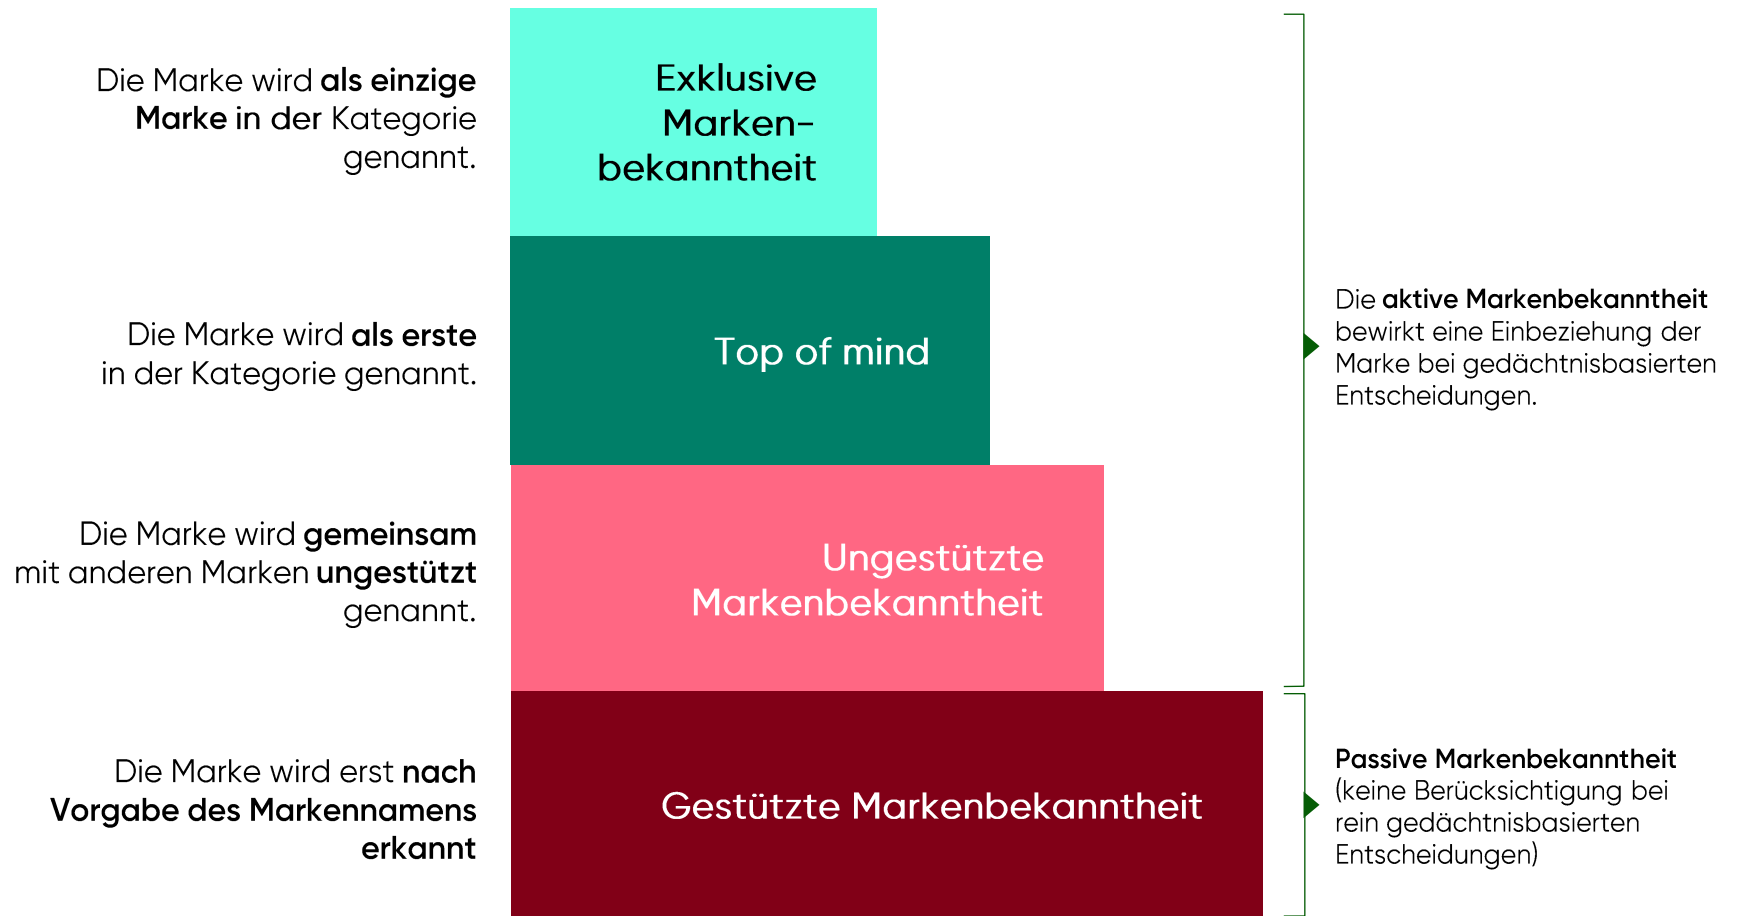 Die Marke wird als einzige
Marke in der Kategorie
genannt.
Exklusive
Marken-
bekanntheit
Die Marke wird als erste
in der Kategorie genannt.
Top of mind
Die aktive Markenbekanntheit
bewirkt eine Einbeziehung der
Marke bei gedächtnisbasierten
Entscheidungen.
Die Marke wird gemeinsam
mit anderen Marken ungestützt
genannt.
Ungestützte
Markenbekanntheit
Die Marke wird erst nach
Vorgabe des Markennamens
erkannt
Gestützte Markenbekanntheit
Passive Markenbekanntheit
(keine Berücksichtigung bei
rein gedächtnisbasierten
Entscheidungen)